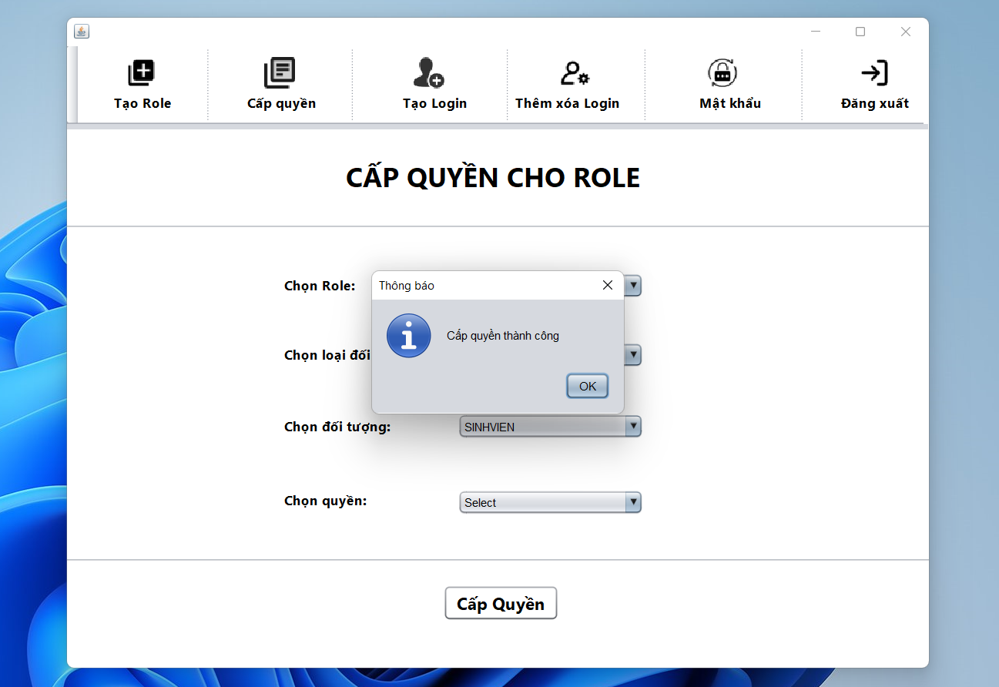 Tạo Role
Cấp quyền
Tạo Login
Thêm xóa Login
Mật khẩu
Đăng xuất
CẤP QUYỀN CHO ROLE
Chọn Role:
Thông báo
Cấp quyền thành công
OK
Chọn loại đối
Chọn đối tượng:
SINHVIEN
Chọn quyền:
Select
Cấp Quyền